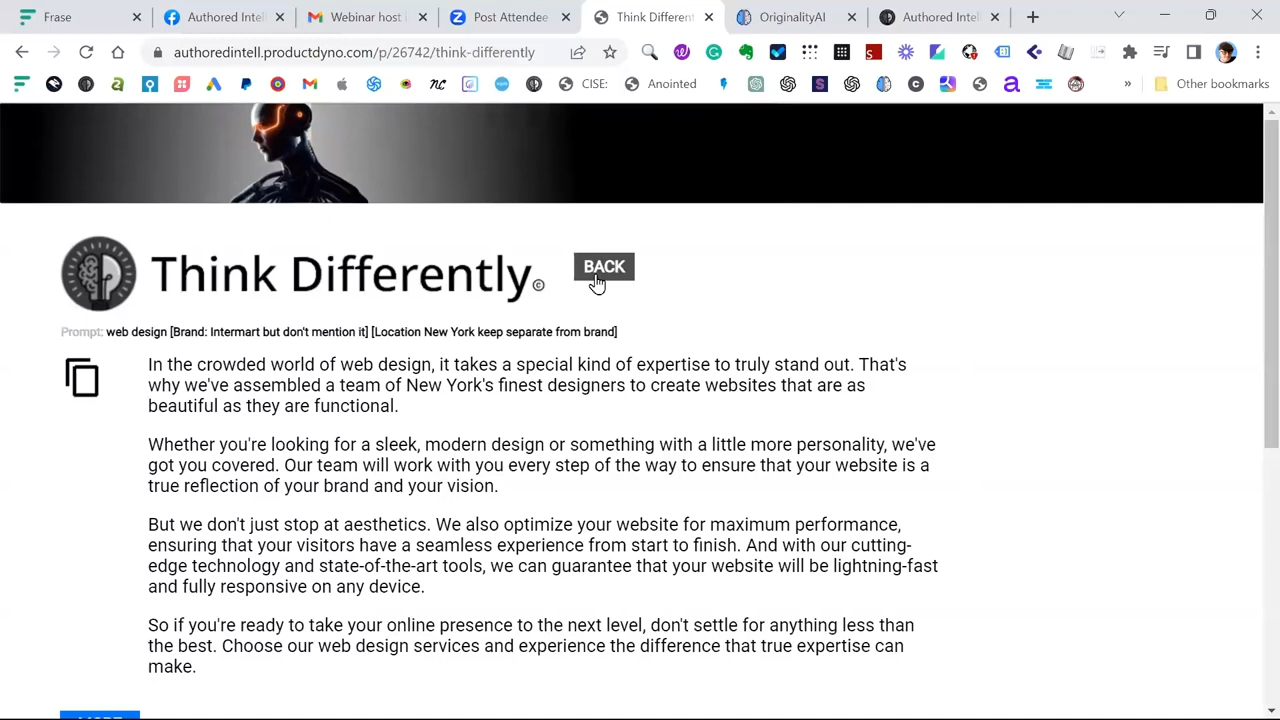 Frase
Authored Intell
Webinar host i
Post Attendee
Think Different
OriginalityAI
Authored Intell
authoredintell.productdyno.com/p/26742/think-differently
CISE:
Anointed
Other bookmarks
Think Differently©
BACK
Prompt: web design [Brand: Intermart but don't mention it] [Location New York keep separate from brand]
In the crowded world of web design, it takes a special kind of expertise to truly stand out. That's
why we've assembled a team of New York's finest designers to create websites that are as
beautiful as they are functional.
Whether you're looking for a sleek, modern design or something with a little more personality, we've
got you covered. Our team will work with you every step of the way to ensure that your website is a
true reflection of your brand and your vision.
But we don't just stop at aesthetics. We also optimize your website for maximum performance,
ensuring that your visitors have a seamless experience from start to finish. And with our cutting-
edge technology and state-of-the-art tools, we can guarantee that your website will be lightning-fast
and fully responsive on any device.
So if you're ready to take your online presence to the next level, don't settle for anything less than
the best. Choose our web design services and experience the difference that true expertise can
make.
MORE